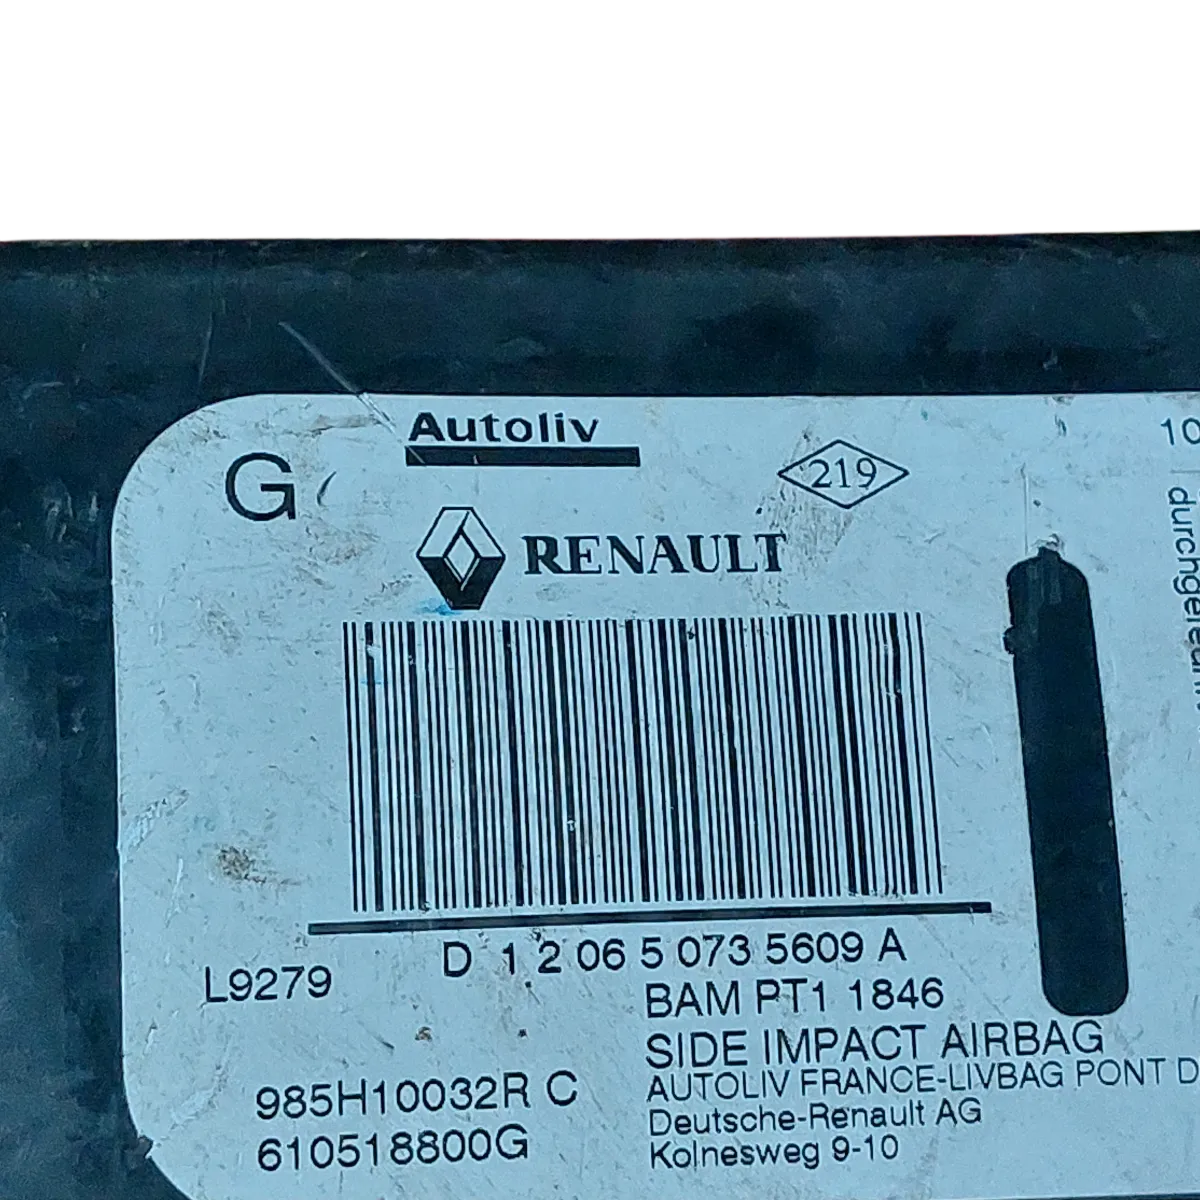 Autoliv
G
219
RENAULT
10
D 1 2 06 5 073 5609 A
L9279
BAM PT1 1846
SIDE IMPACT AIRBAG
985H10032R C
AUTOLIV FRANCE-LIVBAG PONT D
610518800G
Deutsche-Renault AG
Kolnesweg 9-10